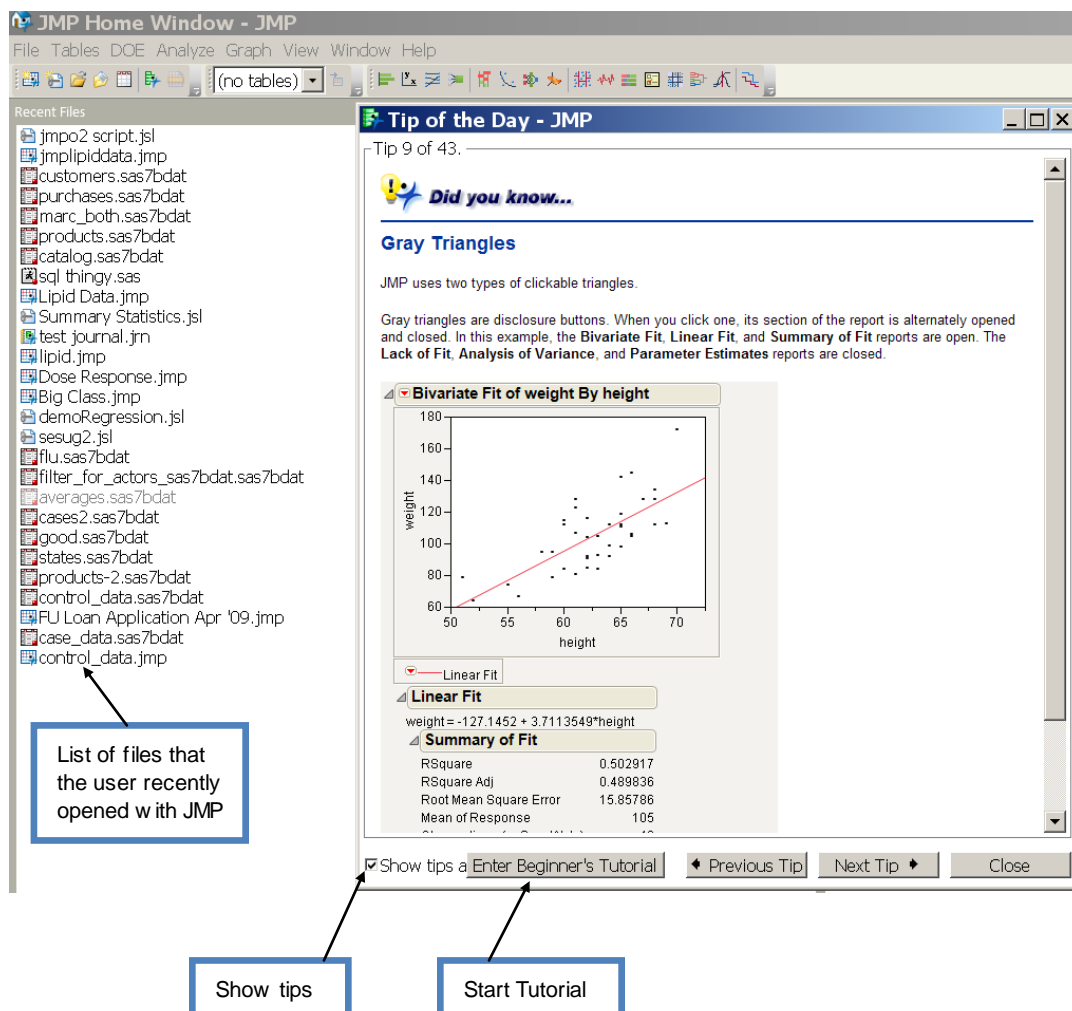 JMP Home Window - JMP
File Tables DOE Analyze Graph View Window Help
(no tables)
Recent Files
jmpo2 script.jsl
jmplipiddata.jmp
customers.sas7bdat
purchases.sas7bdat
marc_both.sas7bdat
products.sas7bdat
catalog.sas7bdat
sql thingy.sas
Lipid Data.jmp
Summary Statistics.jsl
test journal.jrn
lipid.jmp
Dose Response.jmp
Big Class.jmp
demoRegression.jsl
sesug2.jsl
flu.sas7bdat
filter_for_actors_sas7bdat.sas7bdat
averages.sas7bdat
cases2.sas7bdat
good.sas7bdat
states.sas7bdat
products-2.sas7bdat
control_data.sas7bdat
FU Loan Application Apr '09.jmp
case_data.sas7bdat
control_data.jmp
List of files that
the user recently
opened with JMP
Tip of the Day - JMP
Tip 9 of 43.
Did you know...
Gray Triangles
JMP uses two types of clickable triangles.
Gray triangles are disclosure buttons. When you click one, its section of the report is alternately opened
and closed. In this example, the Bivariate Fit, Linear Fit, and Summary of Fit reports are open. The
Lack of Fit, Analysis of Variance, and Parameter Estimates reports are closed.
Bivariate Fit of weight By height
180
160
140
120
100
80
60
weight
50 55 60 65 70
height
Linear Fit
Linear Fit
weight = -127.1452 + 3.7113549*height
Summary of Fit
RSquare 0.502917
RSquare Adj 0.489836
Root Mean Square Error 15.85786
Mean of Response 105
Show tips a Enter Beginner's Tutorial Previous Tip Next Tip Close
Show tips
Start Tutorial